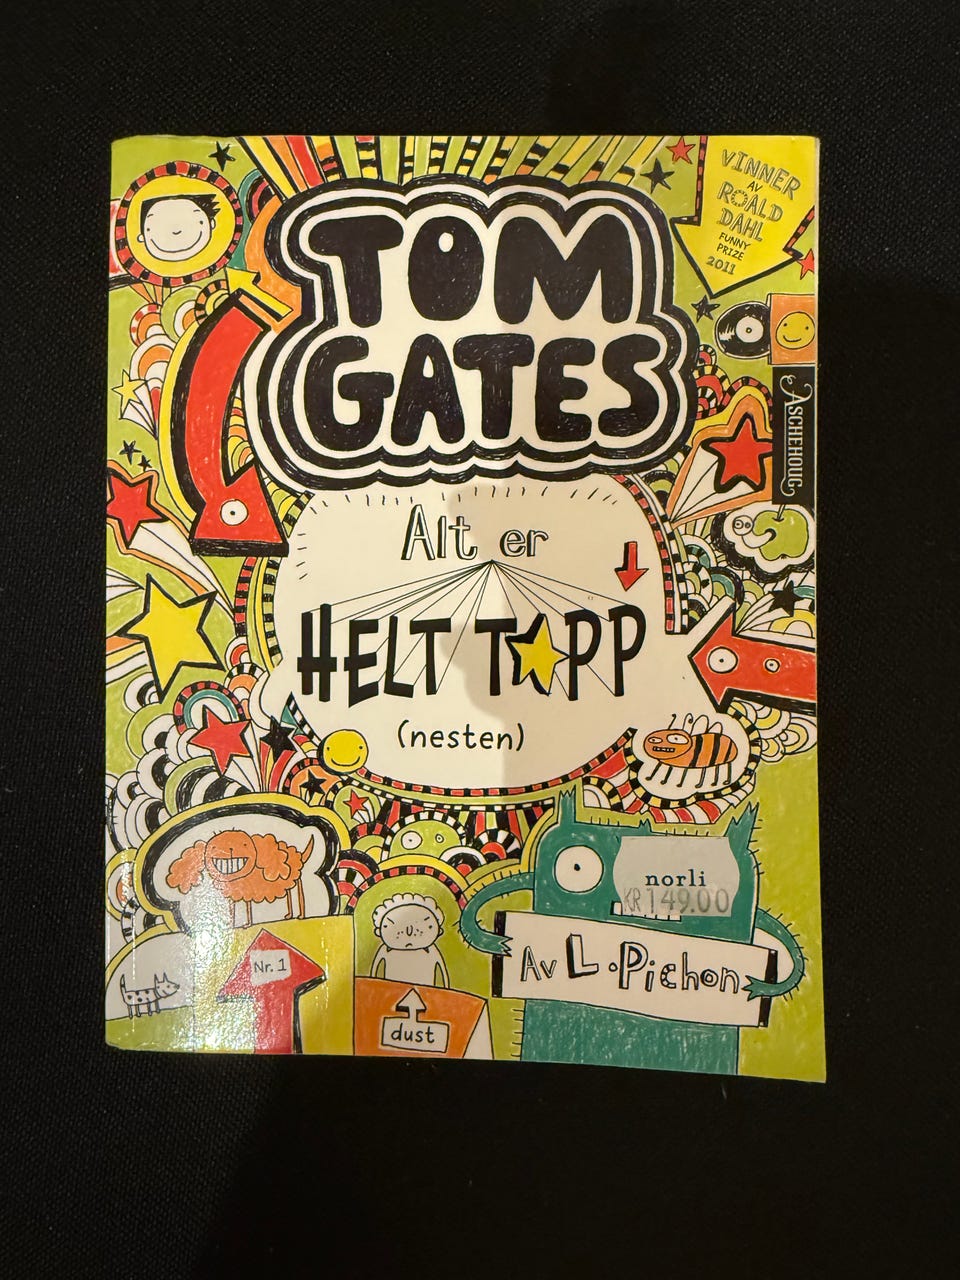 VINNER
AV
ROALD
DAHL
FUNNY
PRIZE
2011
TOM
GATES
ASCHEHOUG
Alt er
HELT TOPP
(nesten)
norli
KR 149.00
Av L. Pichon
Nr. 1
dust